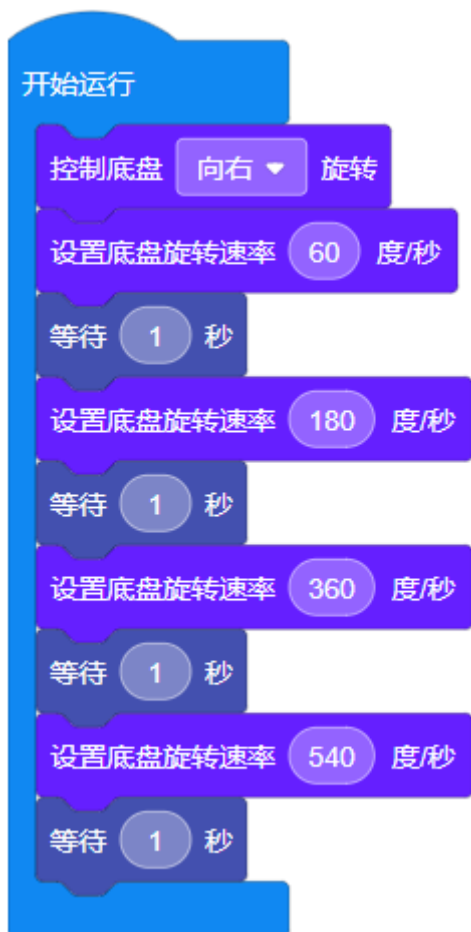 开始运行
控制底盘 向右 旋转
设置底盘旋转速率 60 度/秒
等待 1 秒
设置底盘旋转速率 180 度/秒
等待 1 秒
设置底盘旋转速率 360 度/秒
等待 1 秒
设置底盘旋转速率 540 度/秒
等待 1 秒